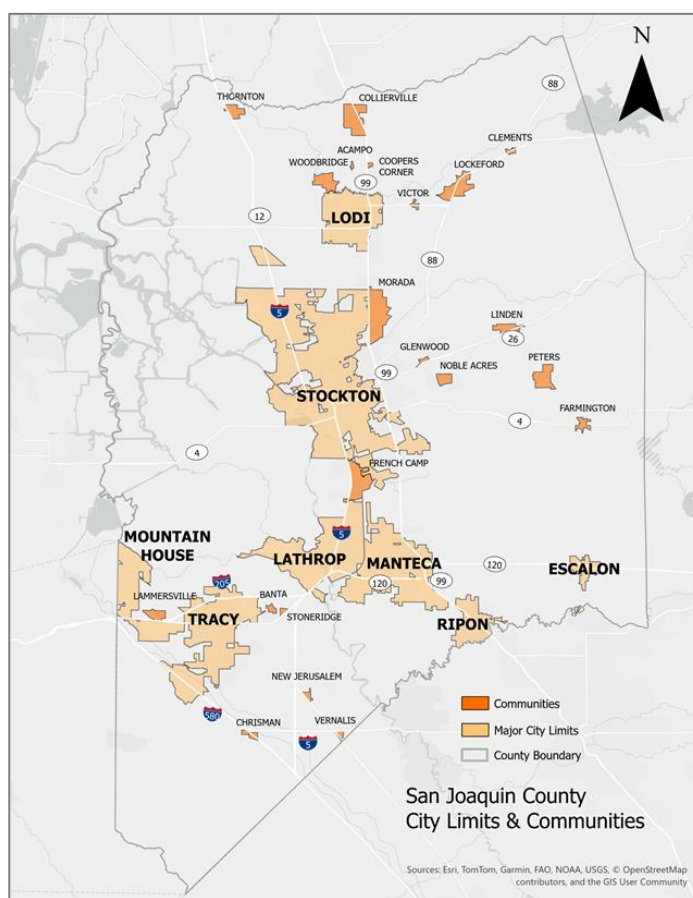 N
88
THORNTON
COLLIERVILLE
CLEMENTS
ACAMPO
WOODBRIDGE
COOPERS
CORNER
LOCKEFORD
99
VICTOR
12
LODI
88
MORADA
5
LINDEN
26
GLENWOOD
PETERS
99
NOBLE ACRES
STOCKTON
FARMINGTON
4
4
FRENCH CAMP
MOUNTAIN
HOUSE
5
LATHROP
MANTECA
120
ESCALON
205
120
99
LAMMERSVILLE
BANTA
TRACY
STONERIDGE
RIPON
NEW JERUSALEM
580
CHRISMAN
VERNALIS
5
Communities
Major City Limits
County Boundary
San Joaquin County
City Limits & Communities
Sources: Esri, TomTom, Garmin, FAO, NOAA, USGS, © OpenStreetMap
contributors, and the GIS User Community